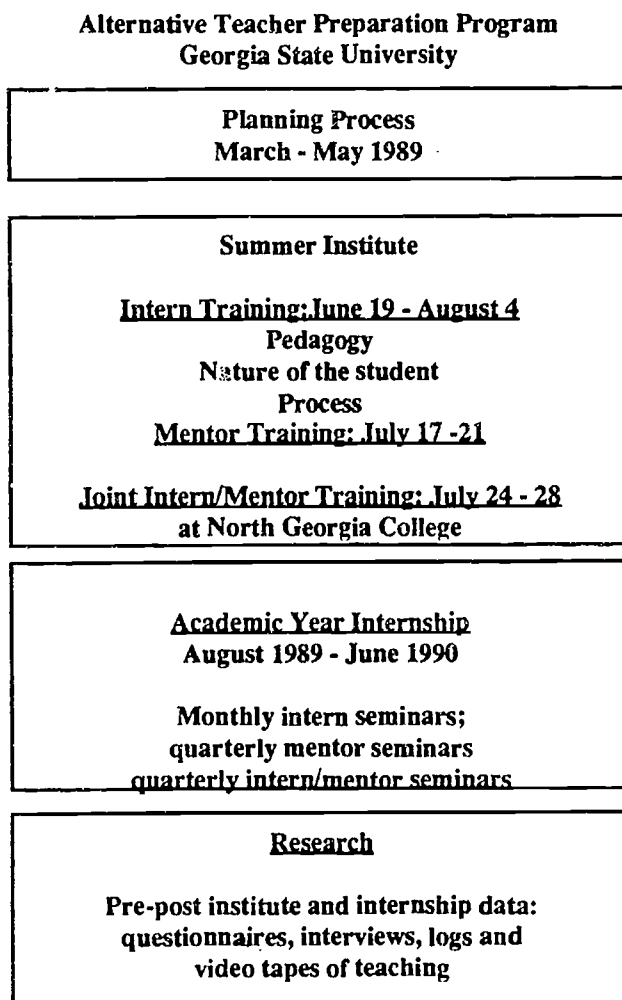 Alternative Teacher Preparation Program
Georgia State University
Planning Process
March - May 1989
Summer Institute
Intern Training: June 19 - August 4
Pedagogy
Nature of the student
Process
Mentor Training: July 17 -21
Joint Intern/Mentor Training: July 24 - 28
at North Georgia College
Academic Year Internship
August 1989 - June 1990
Monthly intern seminars;
quarterly mentor seminars
quarterly intern/mentor seminars
Research
Pre-post institute and internship data:
questionnaires, interviews, logs and
video tapes of teaching